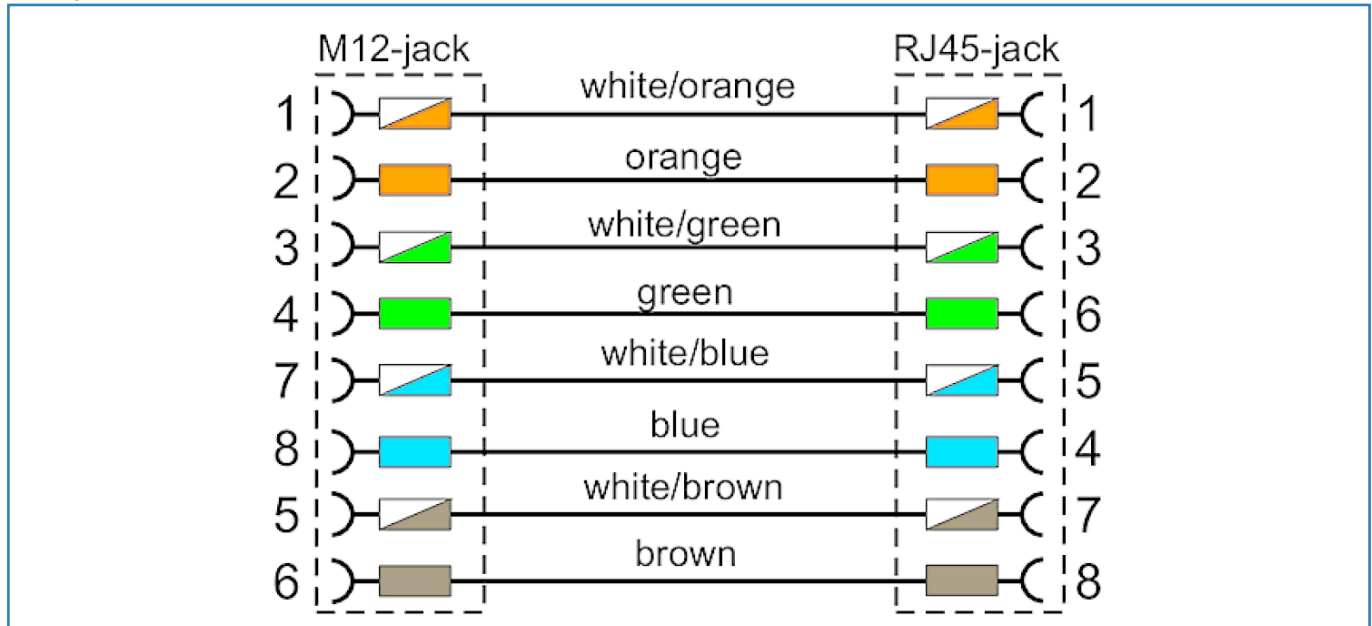 M12-jack RJ45-jack
1 white/orange 1
2 orange 2
3 white/green 3
4 green 6
7 white/blue 5
8 blue 4
5 white/brown 7
6 brown 8